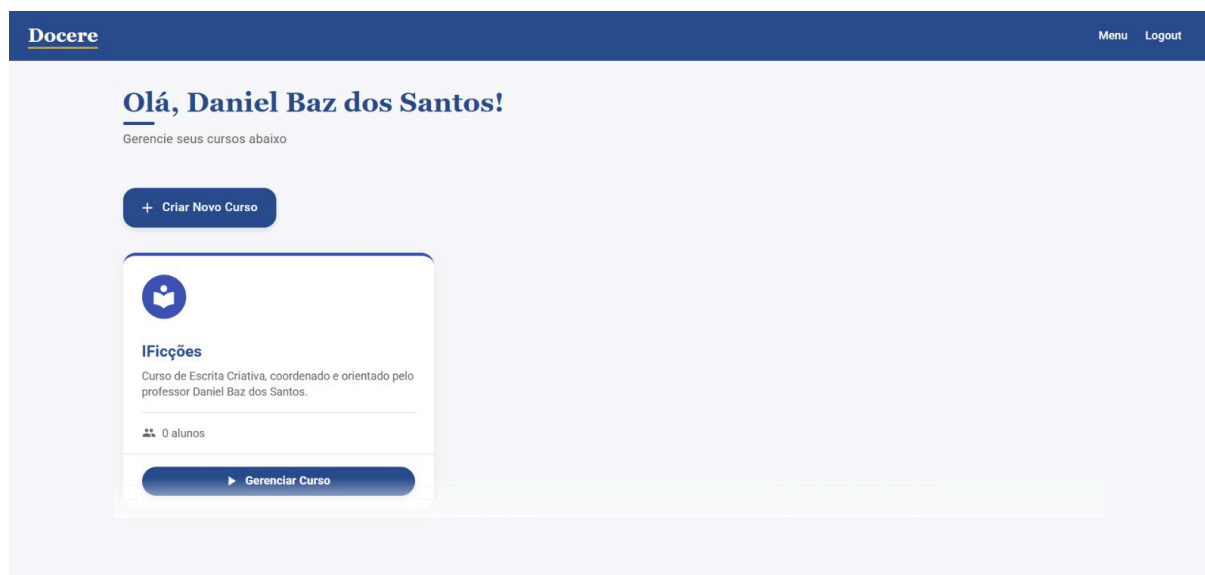 Docere
Menu Logout
Olá, Daniel Baz dos Santos!
Gerencie seus cursos abaixo
+ Criar Novo Curso
IFicções
Curso de Escrita Criativa, coordenado e orientado pelo
professor Daniel Baz dos Santos.
0 alunos
Gerenciar Curso